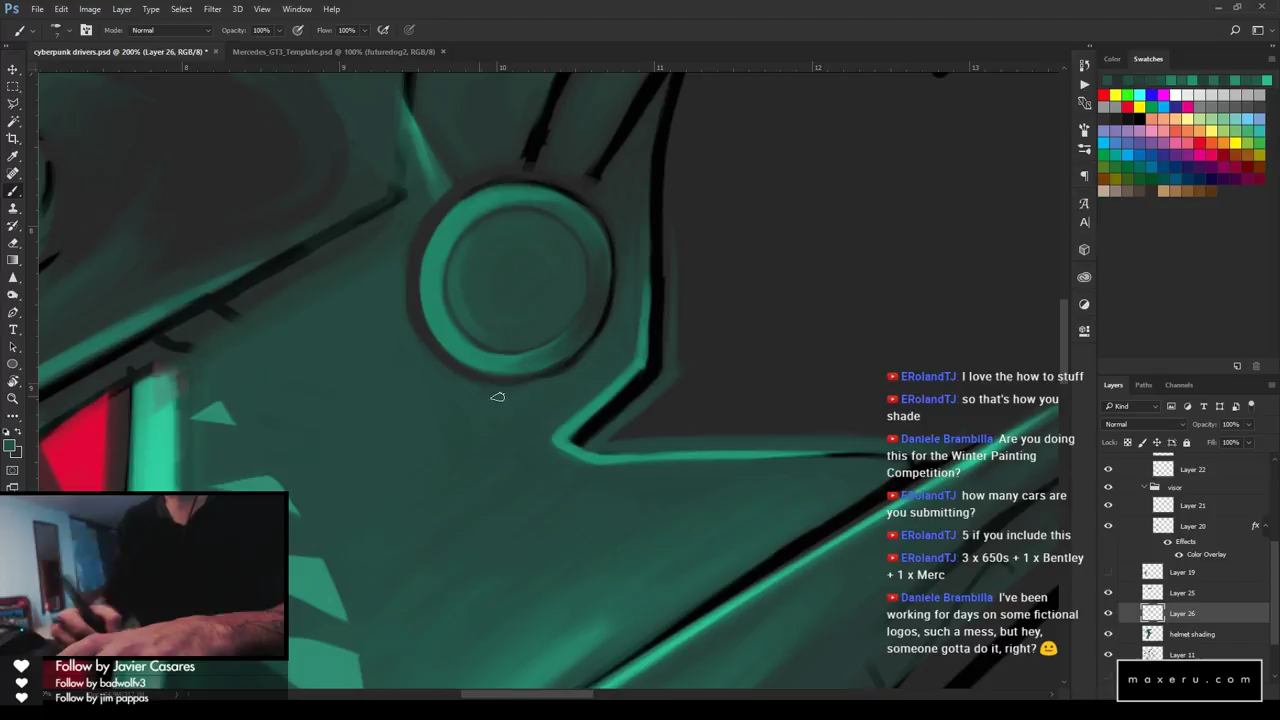 Ps File Edit Image Layer Type Select Filter 3D View Window Help
Mode: Normal Opacity: 100% Flow: 100%
cyberpunk drivers.psd @ 200% (Layer 26, RGB/8) * × Mercedes_GT3_Template.psd @ 100% (futuredog2, RGB/8) ×
8 9 10 11 12 13
8
9
Color Swatches
ERolandTJ I love the how to stuff
ERolandTJ so that's how you
shade
Daniele Brambilla Are you doing
this for the Winter Painting
Competition?
ERolandTJ how many cars are
you submitting?
ERolandTJ 5 if you include this
ERolandTJ 3 x 650s + 1 x Bentley
+ 1 x Merc
Daniele Brambilla I've been
working for days on some fictional
logos, such a mess, but hey,
someone gotta do it, right? 😐
Layers Paths Channels
Kind
Normal Opacity: 100%
Lock: Fill: 100%
Layer 22
visor
Layer 21
Layer 20 fx
Effects
Color Overlay
Layer 19
Layer 25
Layer 26
helmet shading
Layer 11
Follow by Javier Casares
Follow by badwolfv3
Follow by jim pappas
maxeru.com